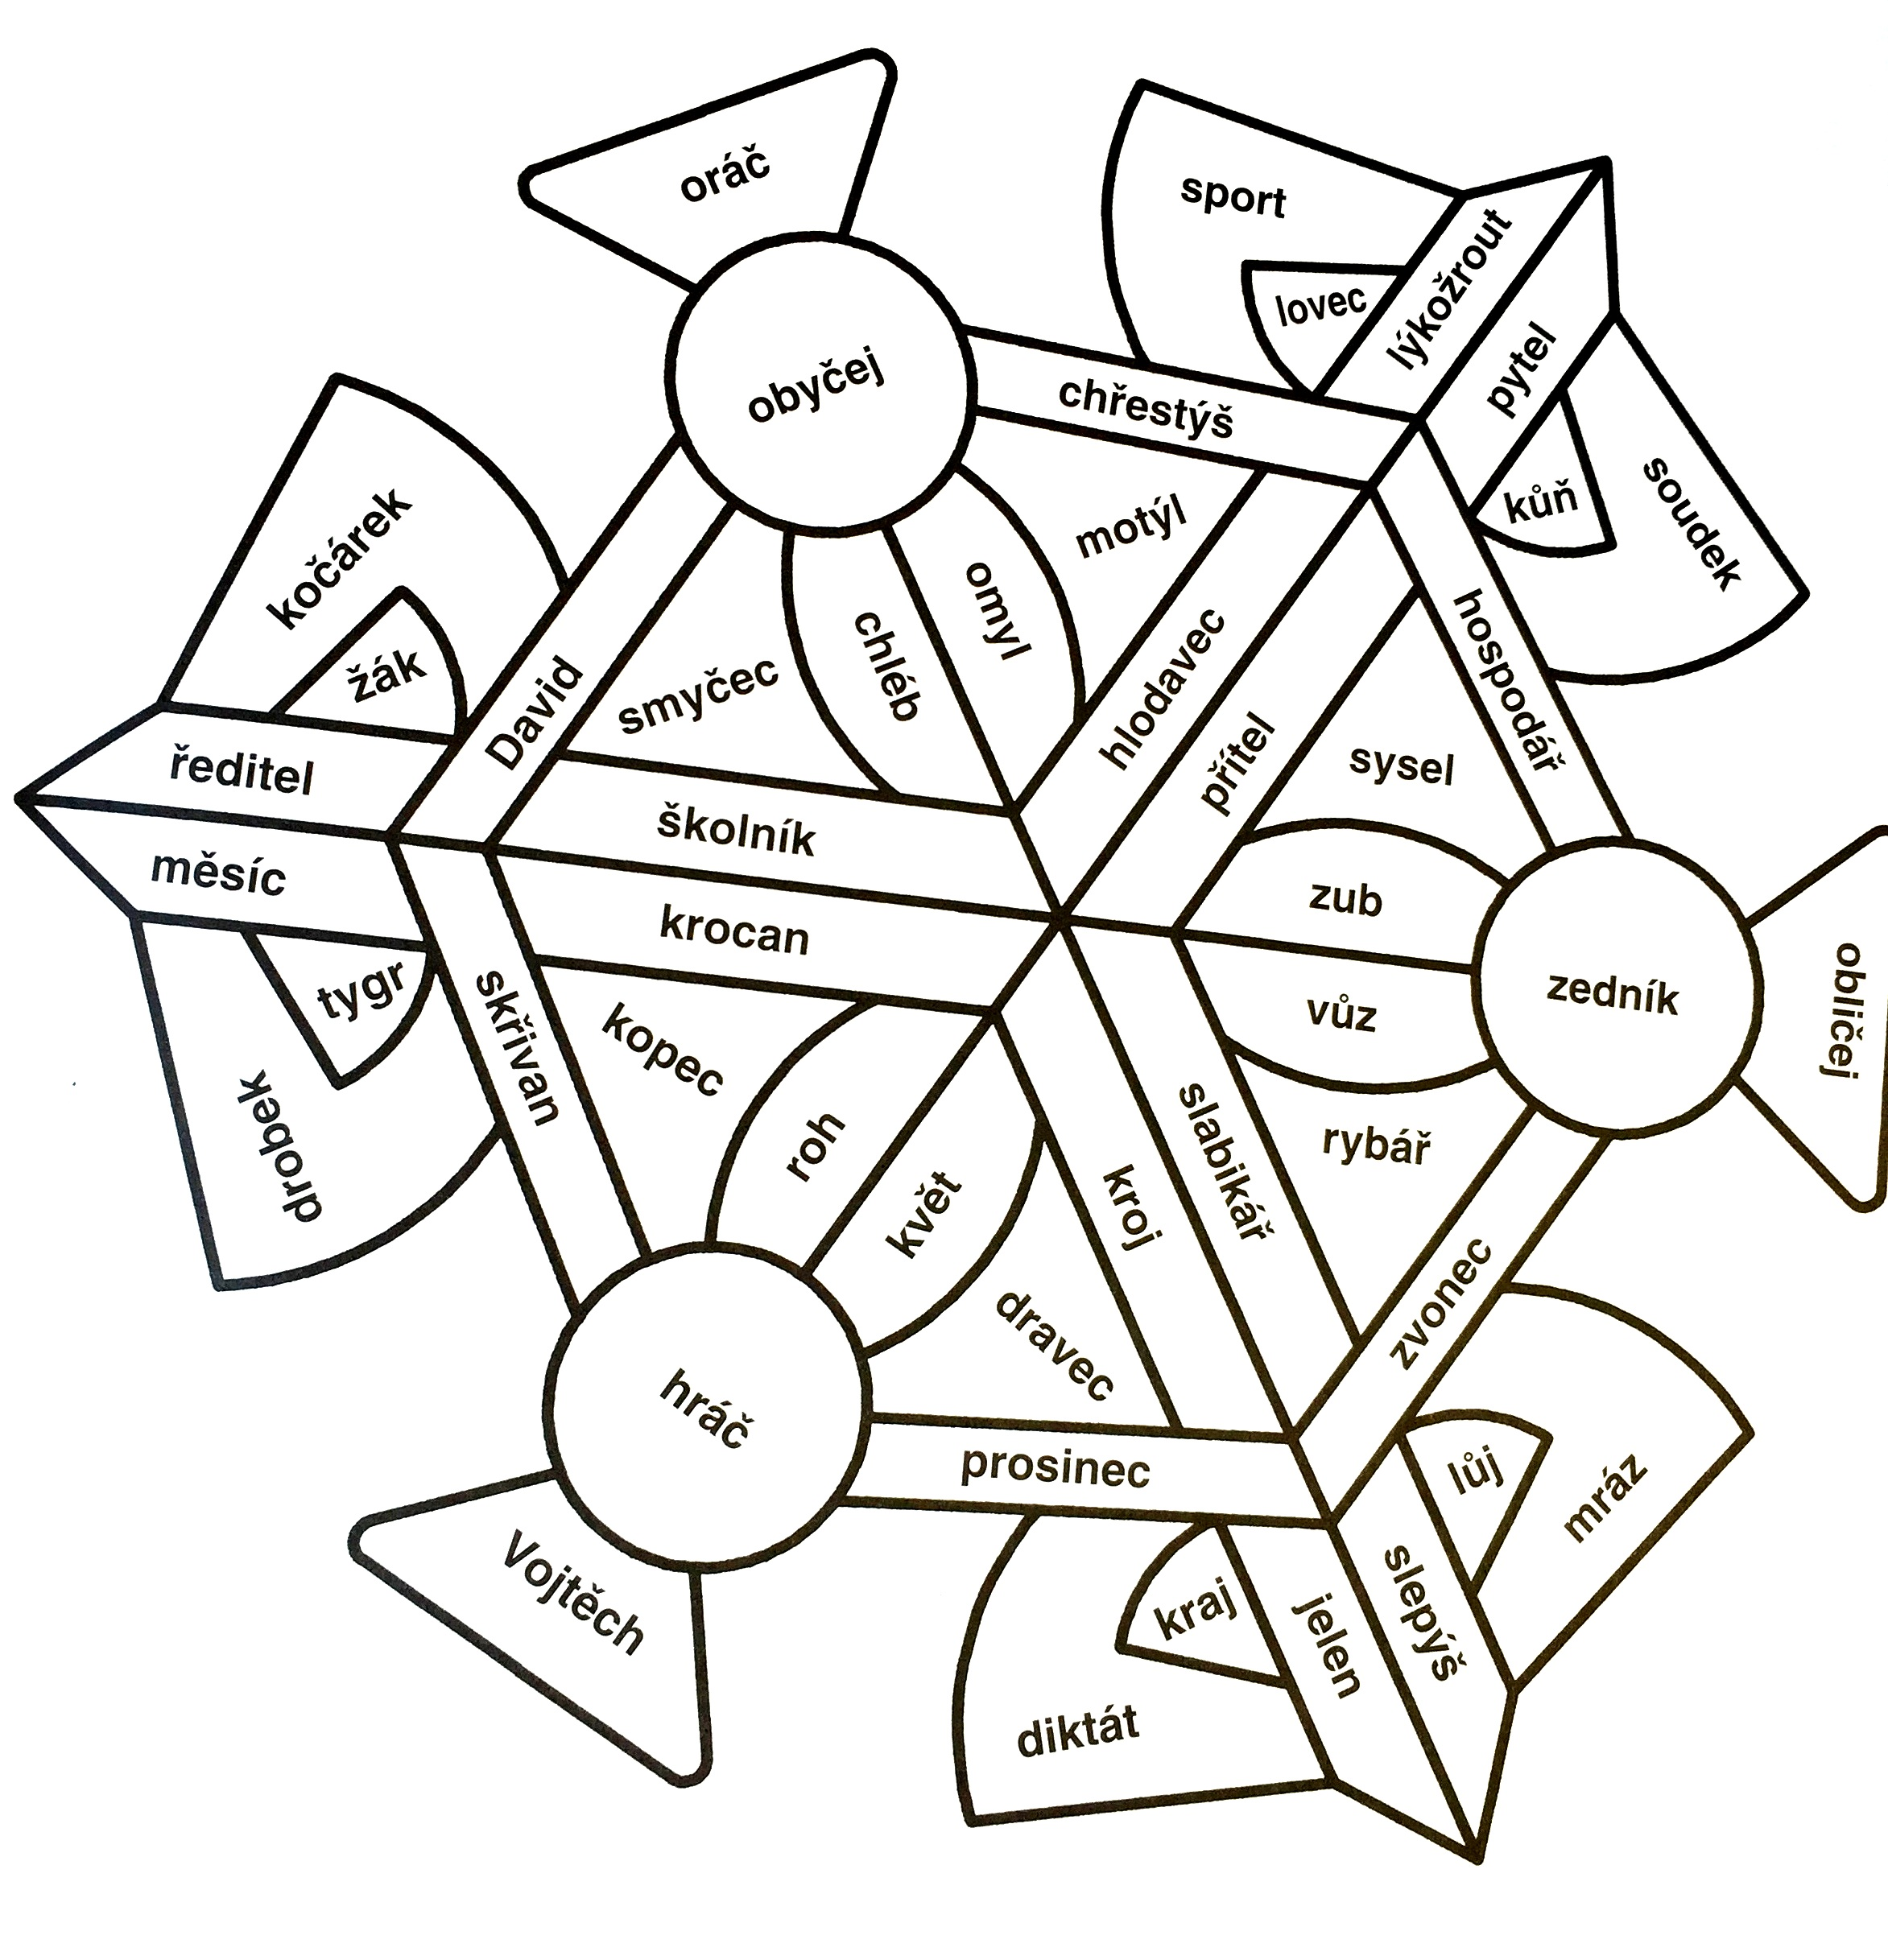 oráč
sport
lovec
lýkožrout
pytel
obyčej
chřestýš
kůň
soudek
kočárek
žák
motýl
omyl
chléb
smyčec
David
hlodavec
hospodář
přítel
sysel
ředitel
školník
měsíc
krocan
zub
vůz
zedník
obličej
tygr
skřivan
kopec
drobek
roh
květ
kroj
slabikář
rybář
zvonec
dravec
hráč
prosinec
lůj
mráz
Vojtěch
kraj
jelen
slepýš
diktát